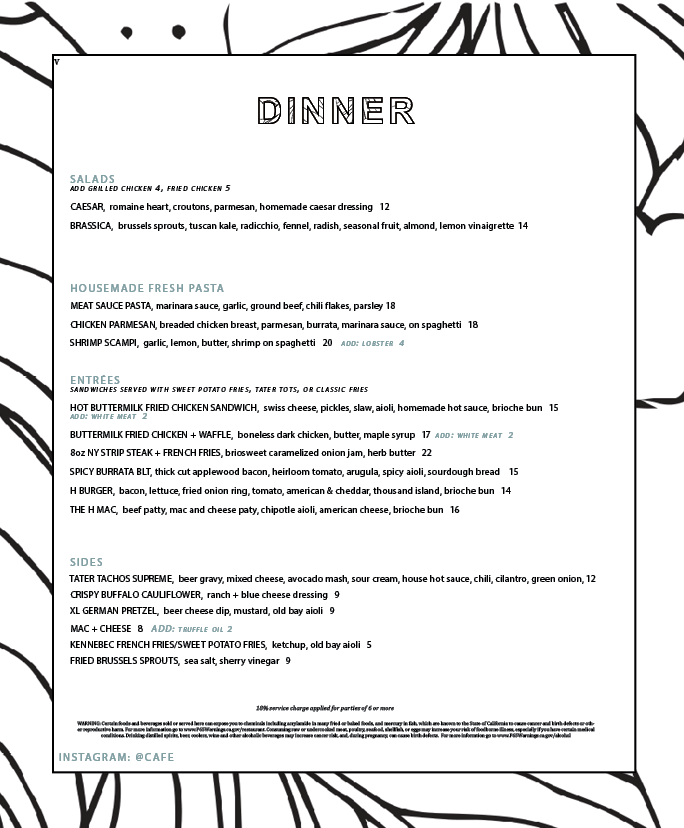 v
DINNER
SALADS
ADD GRILLED CHICKEN 4, FRIED CHICKEN 5
CAESAR, romaine heart, croutons, parmesan, homemade caesar dressing 12
BRASSICA, brussels sprouts, tuscan kale, radicchio, fennel, radish, seasonal fruit, almond, lemon vinaigrette 14
HOUSEMADE FRESH PASTA
MEAT SAUCE PASTA, marinara sauce, garlic, ground beef, chili flakes, parsley 18
CHICKEN PARMESAN, breaded chicken breast, parmesan, burrata, marinara sauce, on spaghetti 18
SHRIMP SCAMPI, garlic, lemon, butter, shrimp on spaghetti 20 ADD: LOBSTER 4
ENTRÉES
SANDWICHES SERVED WITH SWEET POTATO FRIES, TATER TOTS, OR CLASSIC FRIES
HOT BUTTERMILK FRIED CHICKEN SANDWICH, swiss cheese, pickles, slaw, aioli, homemade hot sauce, brioche bun 15
ADD: WHITE MEAT 2
BUTTERMILK FRIED CHICKEN + WAFFLE, boneless dark chicken, butter, maple syrup 17 ADD: WHITE MEAT 2
8oz NY STRIP STEAK + FRENCH FRIES, briosweet caramelized onion jam, herb butter 22
SPICY BURRATA BLT, thick cut applewood bacon, heirloom tomato, arugula, spicy aioli, sourdough bread 15
H BURGER, bacon, lettuce, fried onion ring, tomato, american & cheddar, thousand island, brioche bun 14
THE H MAC, beef patty, mac and cheese paty, chipotle aioli, american cheese, brioche bun 16
SIDES
TATER TACHOS SUPREME, beer gravy, mixed cheese, avocado mash, sour cream, house hot sauce, chili, cilantro, green onion, 12
CRISPY BUFFALO CAULIFLOWER, ranch + blue cheese dressing 9
XL GERMAN PRETZEL, beer cheese dip, mustard, old bay aioli 9
MAC + CHEESE 8 ADD: TRUFFLE OIL 2
KENNEBEC FRENCH FRIES/SWEET POTATO FRIES, ketchup, old bay aioli 5
FRIED BRUSSELS SPROUTS, sea salt, sherry vinegar 9
10% service charge applied for parties of 6 or more
WARNING: Certain foods and beverages sold or served here can expose you to chemicals including acrylamide in many fried or baked foods, and mercury in fish, which are known to the State of California to cause cancer and birth defects or oth-
er reproductive harm. For more information go to www.P65Warnings.ca.gov/restaurant. Consuming raw or undercooked meat, poultry, seafood, shellfish, or eggs may increase your risk of foodborne illness, especially if you have certain medical
conditions. Drinking distilled spirits, beer, coolers, wine and other alcoholic beverages may increase cancer risk, and, during pregnancy, can cause birth defects. For more information go to www.P65Warnings.ca.gov/alcohol
INSTAGRAM: @CAFE